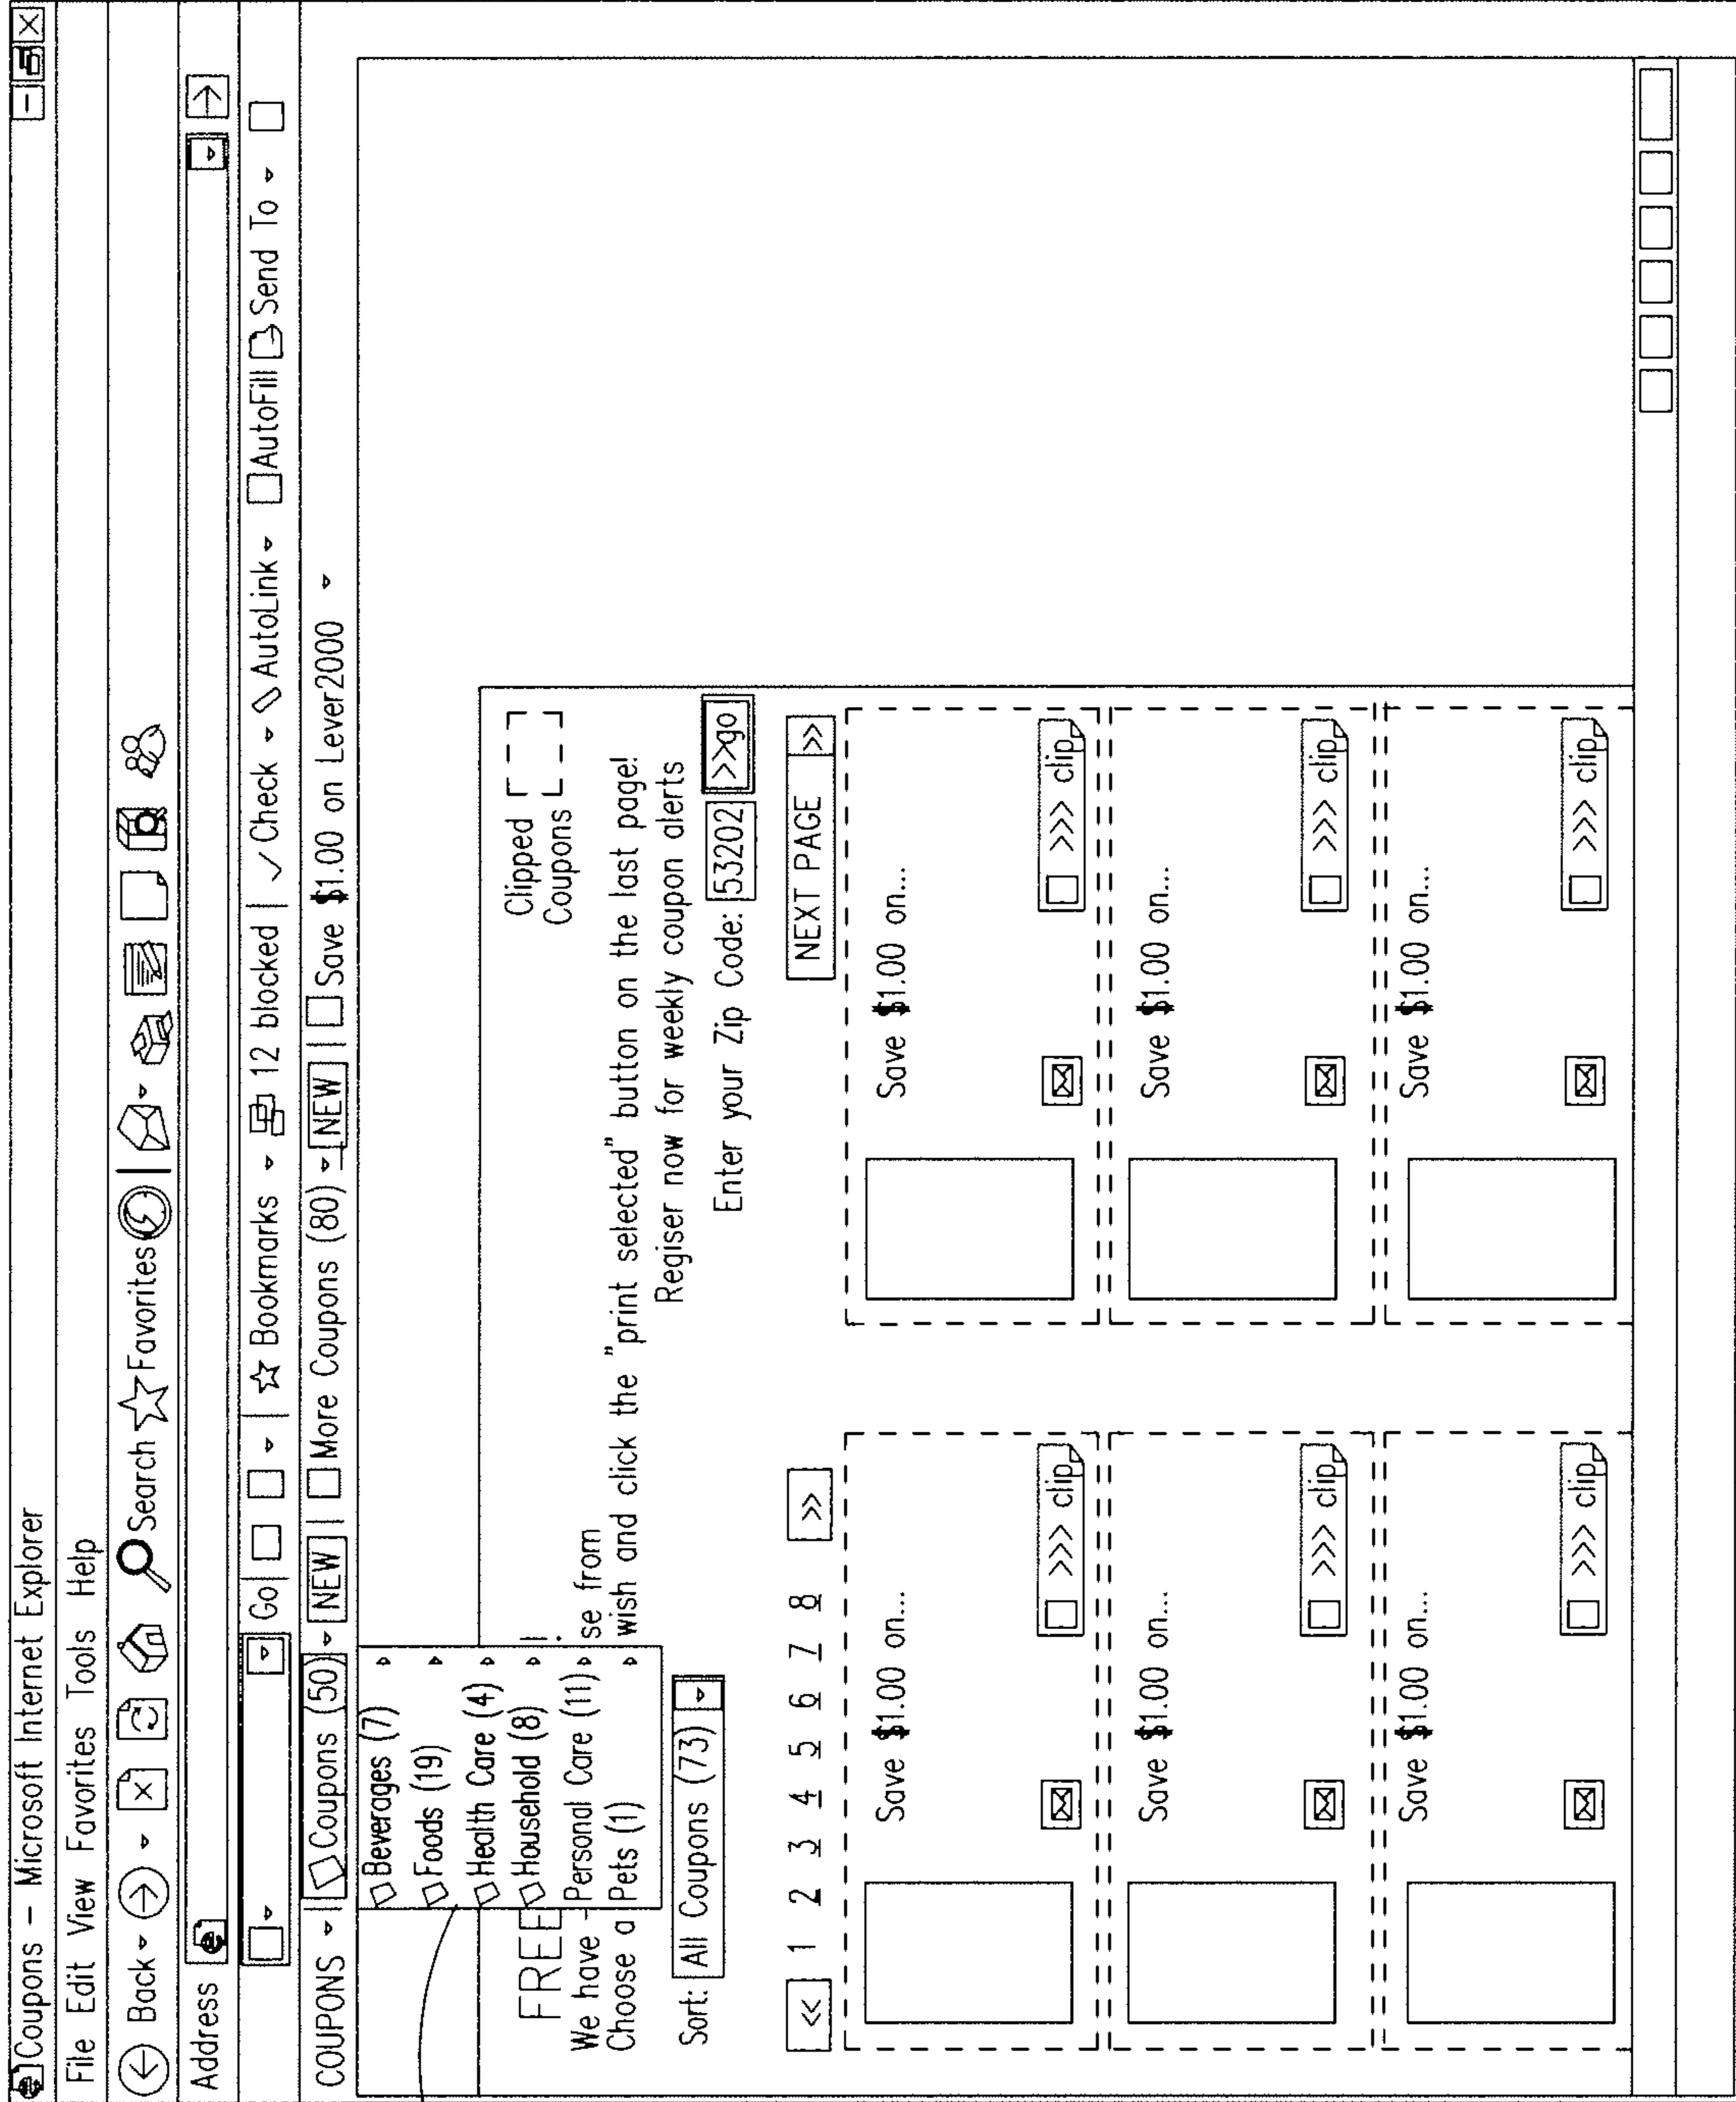 Coupons – Microsoft Internet Explorer
File Edit View Favorites Tools Help
Back Search Favorites
Address
Go Bookmarks 12 blocked Check AutoLink AutoFill Send To
COUPONS Coupons (50) NEW More Coupons (80) NEW Save $1.00 on Lever2000
Beverages (7)
Foods (19)
Health Care (4)
Household (8)
Personal Care (11)
Pets (1)
Clipped
Coupons
FREE
We have se from
Choose a wish and click the "print selected" button on the last page!
Regiser now for weekly coupon alerts
Sort: All Coupons (73) Enter your Zip Code: 53202 >>go
<< 1 2 3 4 5 6 7 8 >> NEXT PAGE >>
Save $1.00 on... Save $1.00 on...
>>> clip >>> clip
Save $1.00 on... Save $1.00 on...
>>> clip >>> clip
Save $1.00 on... Save $1.00 on...
>>> clip >>> clip